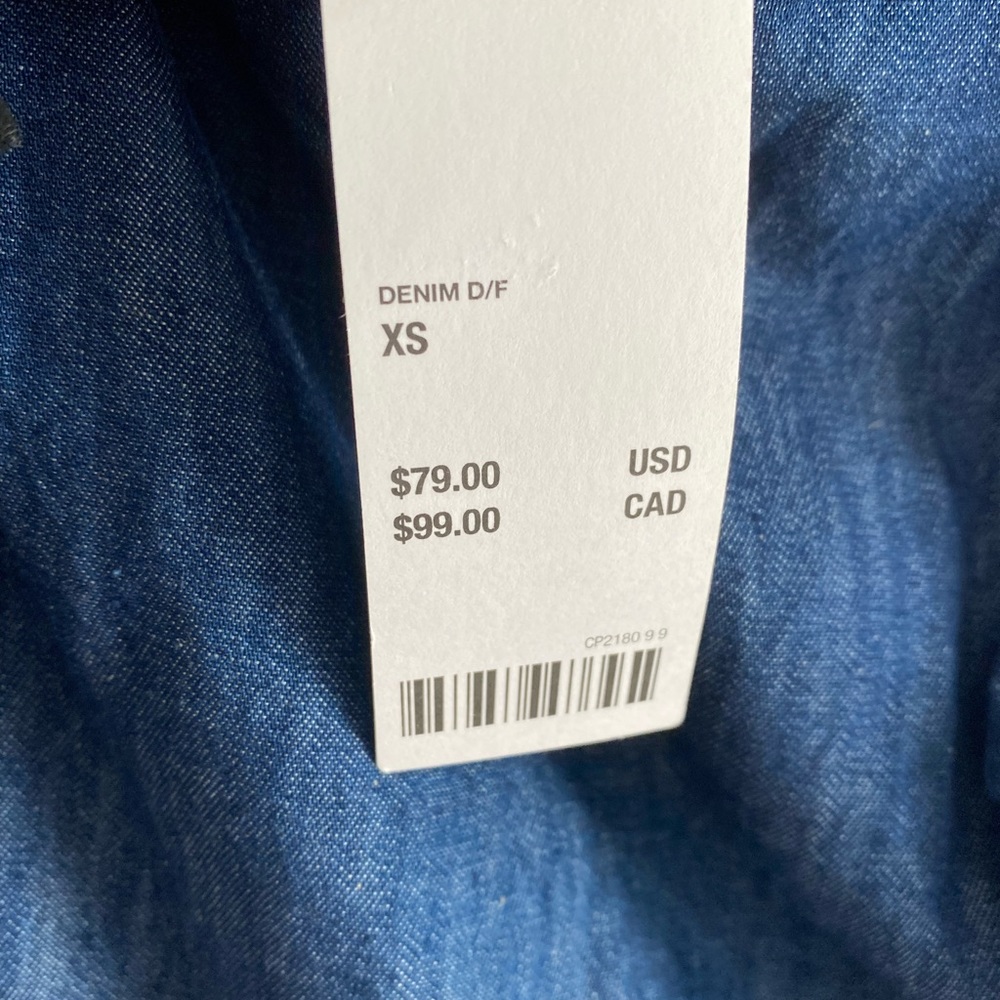 DENIM D/F
XS
$79.00 USD
$99.00 CAD
CP2180 9 9